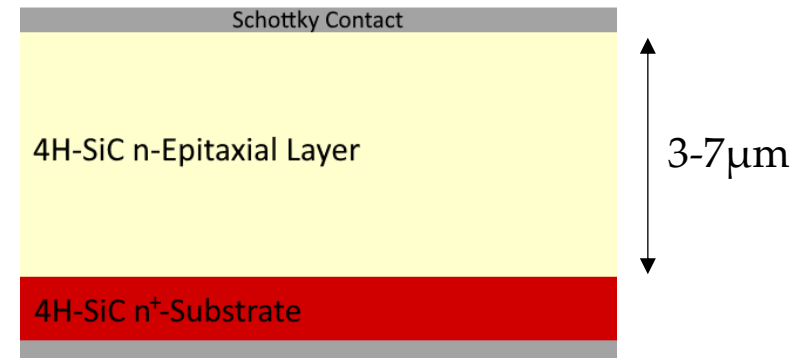 Schottky Contact
4H-SiC n-Epitaxial Layer
3-7µm
4H-SiC n⁺-Substrate